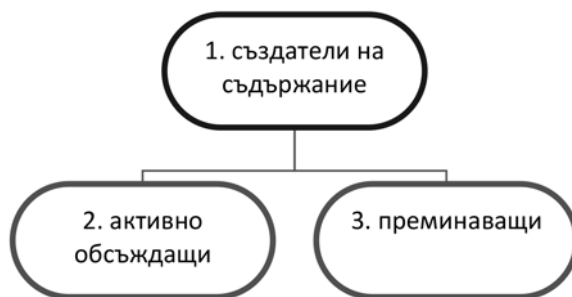 1. създатели на
съдържание
2. активно
обсъждащи
3. преминаващи